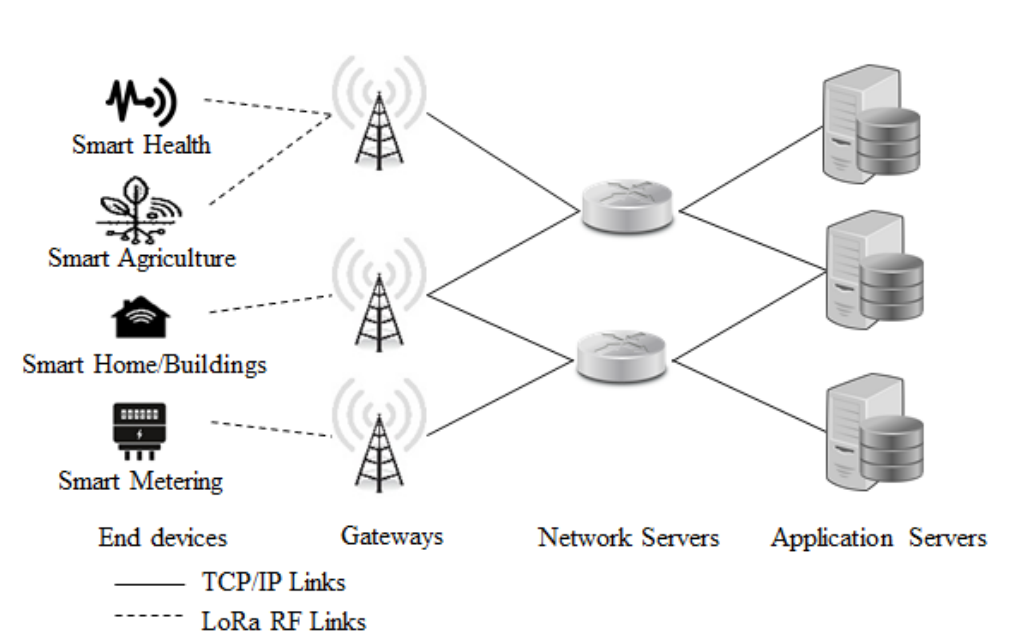 Smart Health
Smart Agriculture
Smart Home/Buildings
Smart Metering
End devices
Gateways
Network Servers
Application Servers
TCP/IP Links
LoRa RF Links